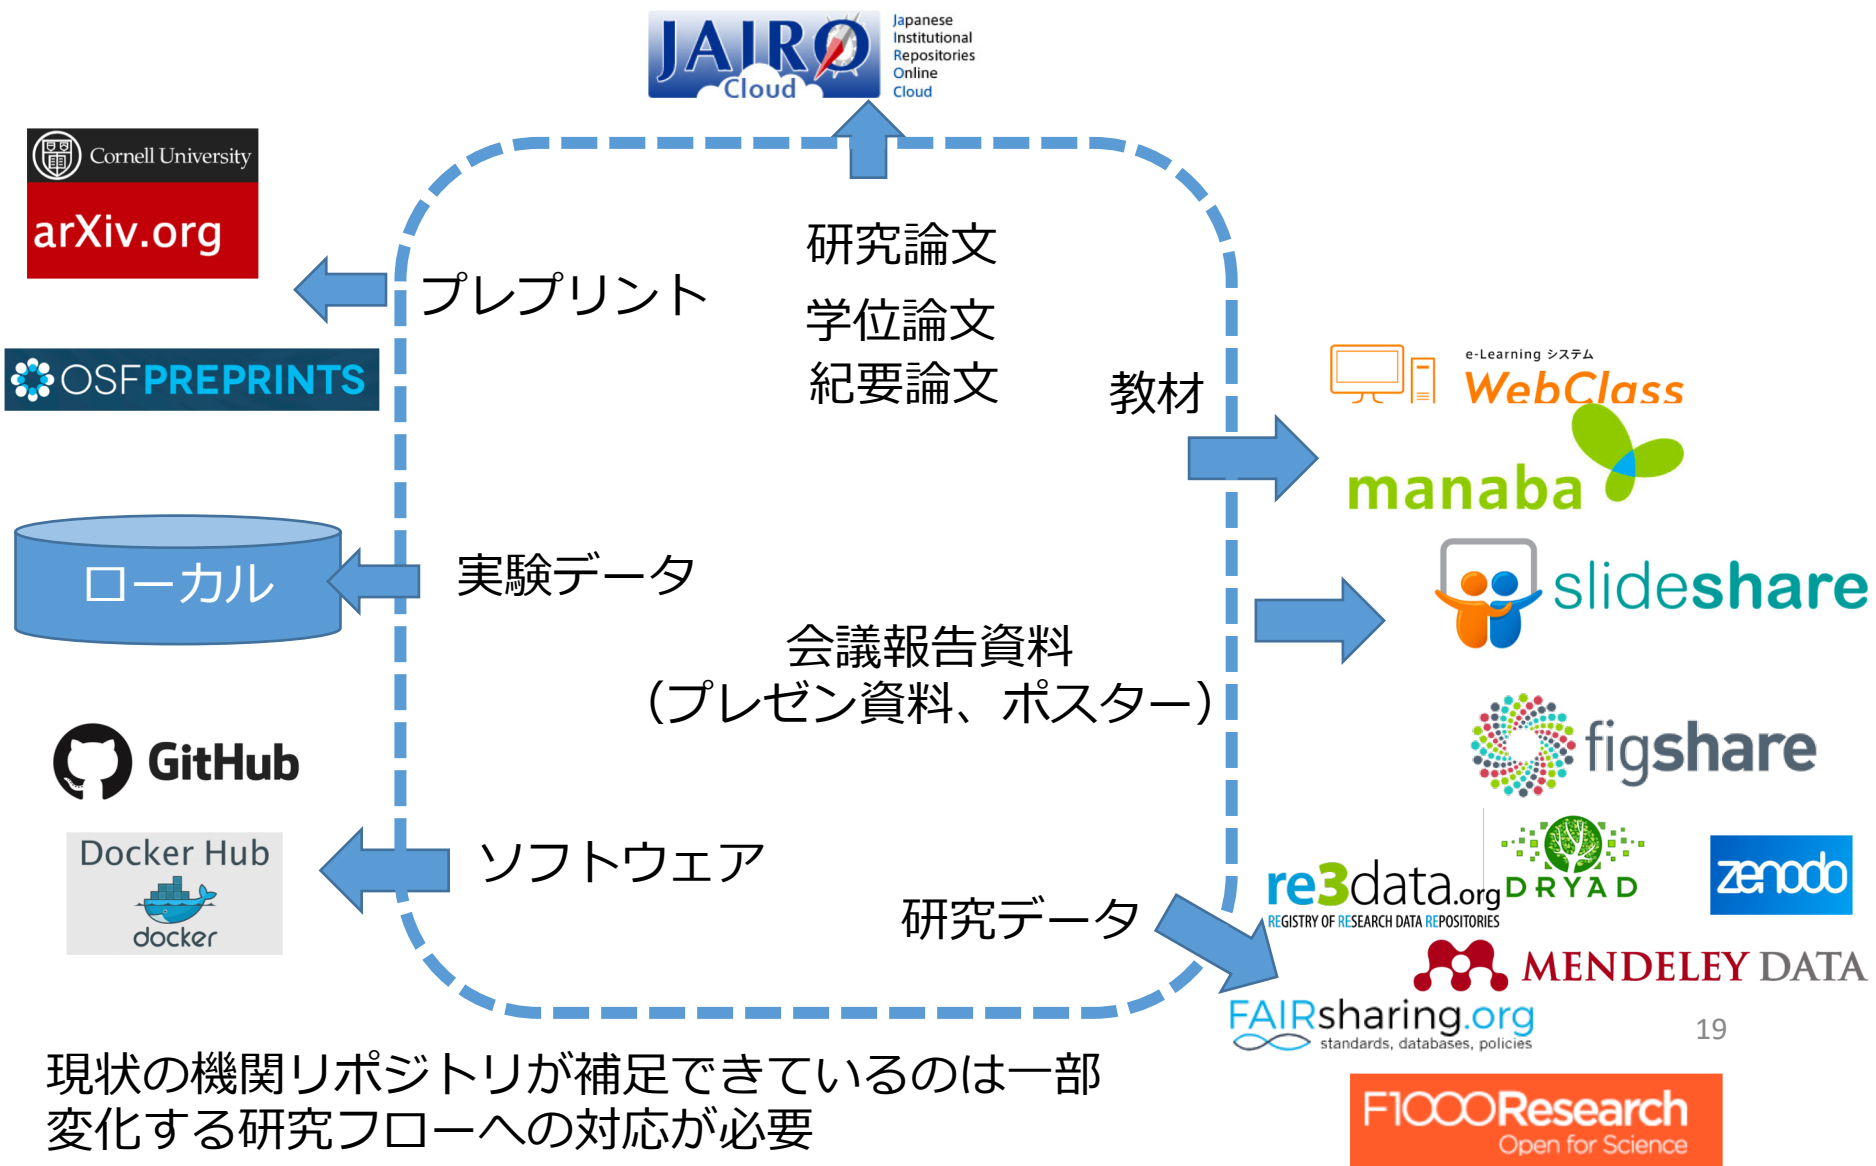 JAIRO
Cloud
Japanese
Institutional
Repositories
Online
Cloud
Cornell University
arXiv.org
研究論文
プレプリント
学位論文
OSFPREPRINTS
紀要論文
教材
e-Learning システム
WebClass
manaba
ローカル
実験データ
slideshare
会議報告資料
（プレゼン資料、ポスター）
GitHub
figshare
Docker Hub
docker
ソフトウェア
研究データ
re3data.org
REGISTRY OF RESEARCH DATA REPOSITORIES
DRYAD
zenodo
MENDELEY DATA
FAIRsharing.org
standards, databases, policies
19
現状の機関リポジトリが補足できているのは一部
変化する研究フローへの対応が必要
F1000Research
Open for Science